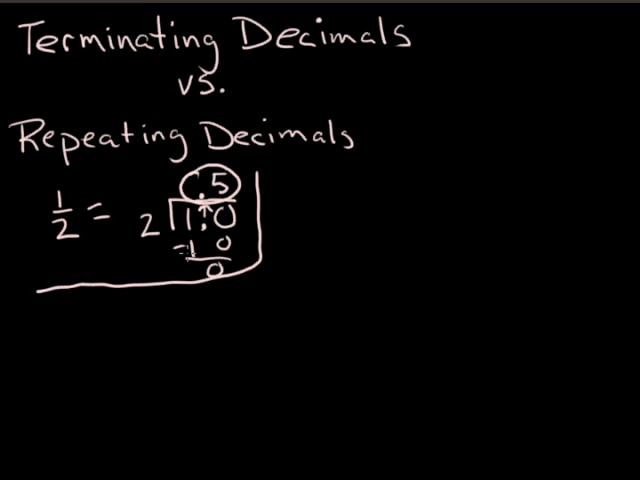 Terminating Decimals
vs.
Repeating Decimals
.5
1/2 = 2 1.0
-1 0
0